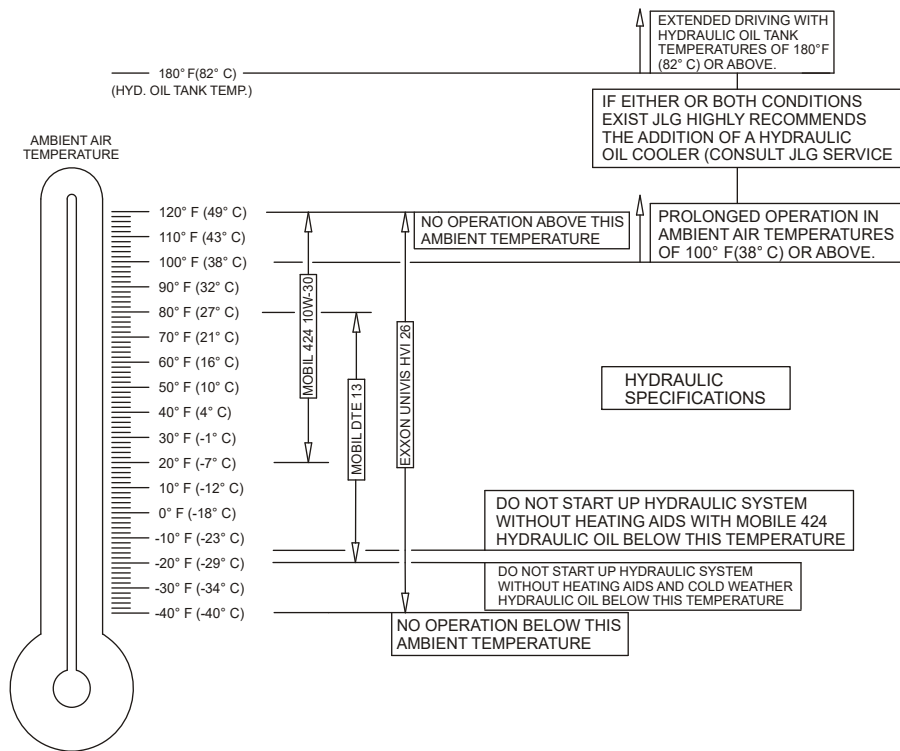 EXTENDED DRIVING WITH
HYDRAULIC OIL TANK
TEMPERATURES OF 180°F
(82° C) OR ABOVE.
180° F(82° C)
(HYD. OIL TANK TEMP.)
IF EITHER OR BOTH CONDITIONS
EXIST JLG HIGHLY RECOMMENDS
THE ADDITION OF A HYDRAULIC
OIL COOLER (CONSULT JLG SERVICE
AMBIENT AIR
TEMPERATURE
120° F (49° C)
110° F (43° C)
100° F (38° C)
90° F (32° C)
80° F (27° C)
70° F (21° C)
60° F (16° C)
50° F (10° C)
40° F (4° C)
30° F (-1° C)
20° F (-7° C)
10° F (-12° C)
0° F (-18° C)
-10° F (-23° C)
-20° F (-29° C)
-30° F (-34° C)
-40° F (-40° C)
NO OPERATION ABOVE THIS
AMBIENT TEMPERATURE
PROLONGED OPERATION IN
AMBIENT AIR TEMPERATURES
OF 100° F(38° C) OR ABOVE.
MOBIL 424 10W-30
MOBIL DTE 13
EXXON UNIVIS HVI 26
HYDRAULIC
SPECIFICATIONS
DO NOT START UP HYDRAULIC SYSTEM
WITHOUT HEATING AIDS WITH MOBILE 424
HYDRAULIC OIL BELOW THIS TEMPERATURE
DO NOT START UP HYDRAULIC SYSTEM
WITHOUT HEATING AIDS AND COLD WEATHER
HYDRAULIC OIL BELOW THIS TEMPERATURE
NO OPERATION BELOW THIS
AMBIENT TEMPERATURE